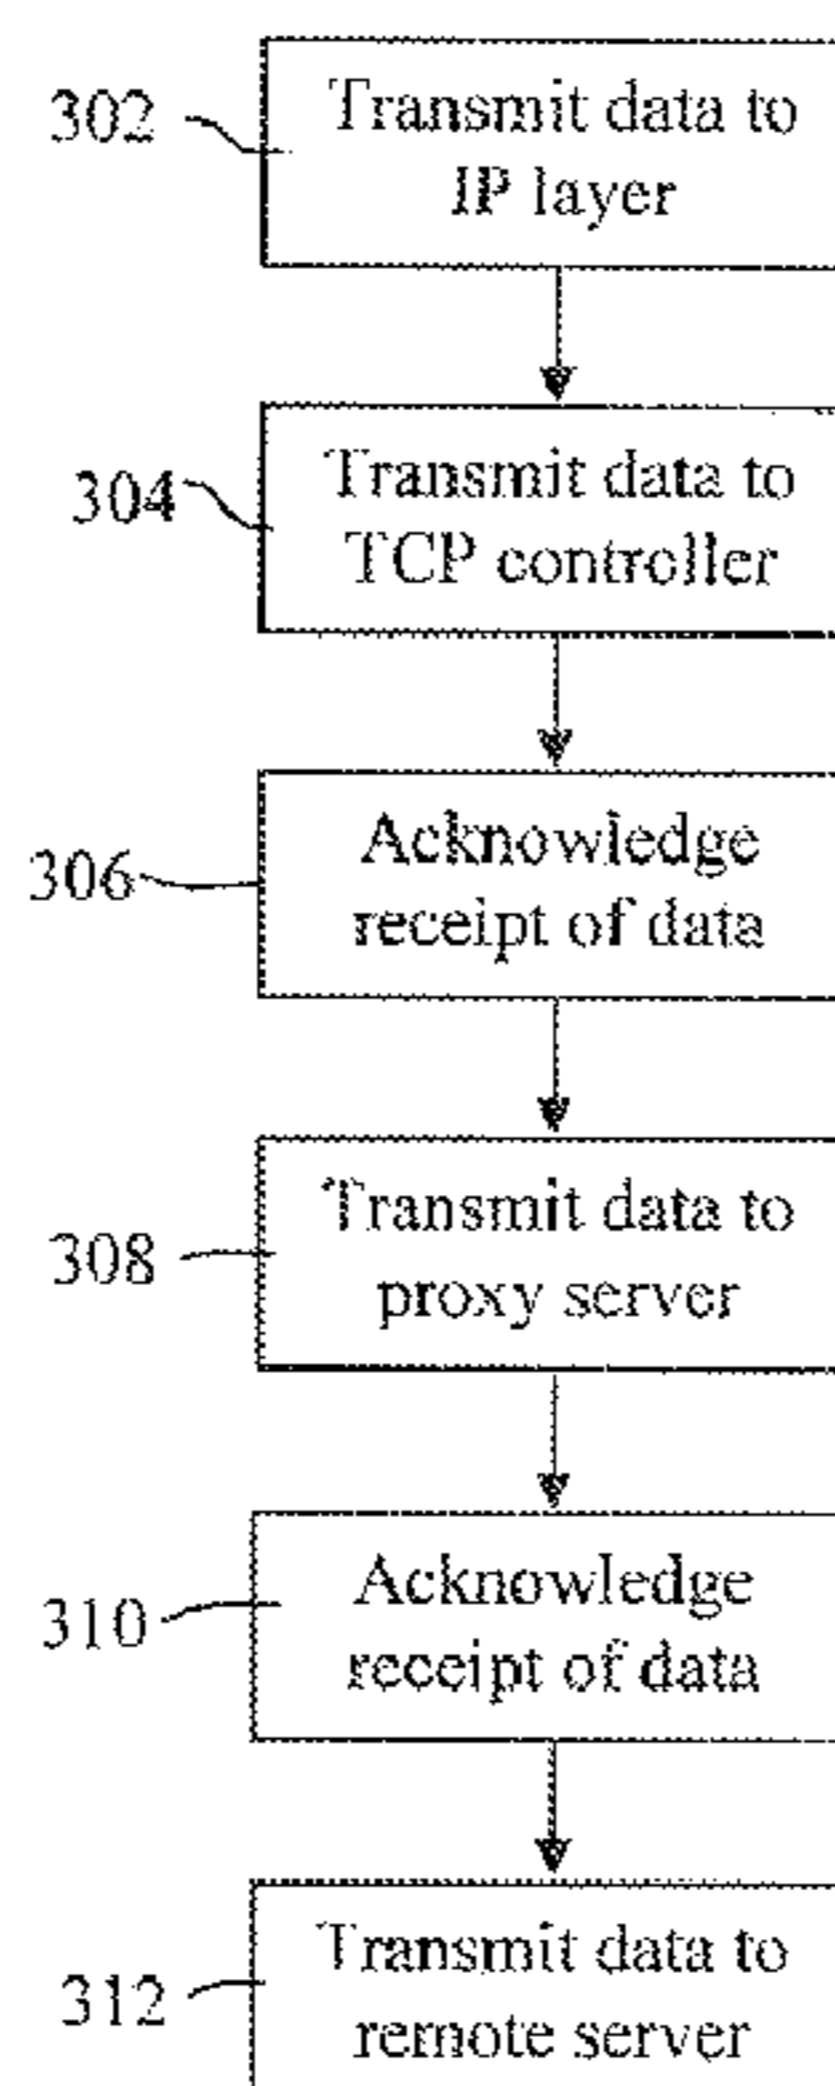 302
Transmit data to
IP layer
304
Transmit data to
TCP controller
306
Acknowledge
receipt of data
308
Transmit data to
proxy server
310
Acknowledge
receipt of data
312
Transmit data to
remote server